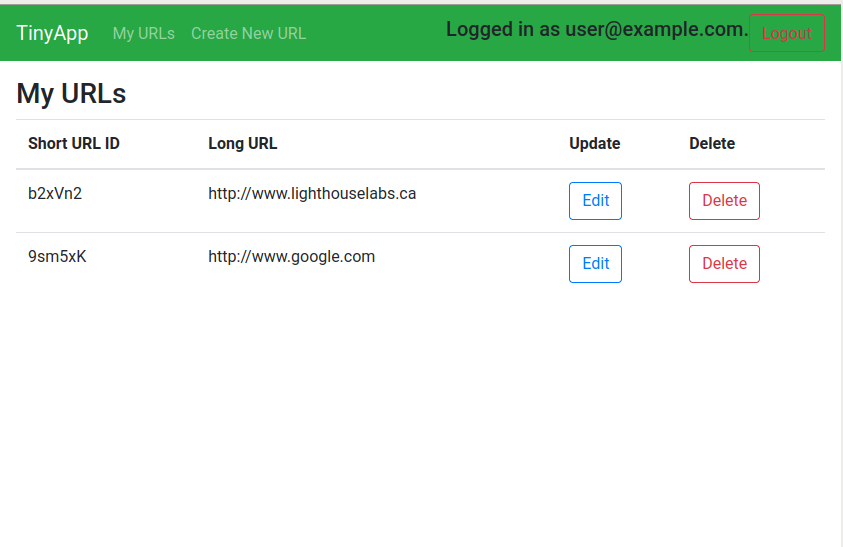 TinyApp My URLs Create New URL Logged in as user@example.com. Logout
My URLs
Short URL ID Long URL Update Delete
b2xVn2 http://www.lighthouselabs.ca Edit Delete
9sm5xK http://www.google.com Edit Delete